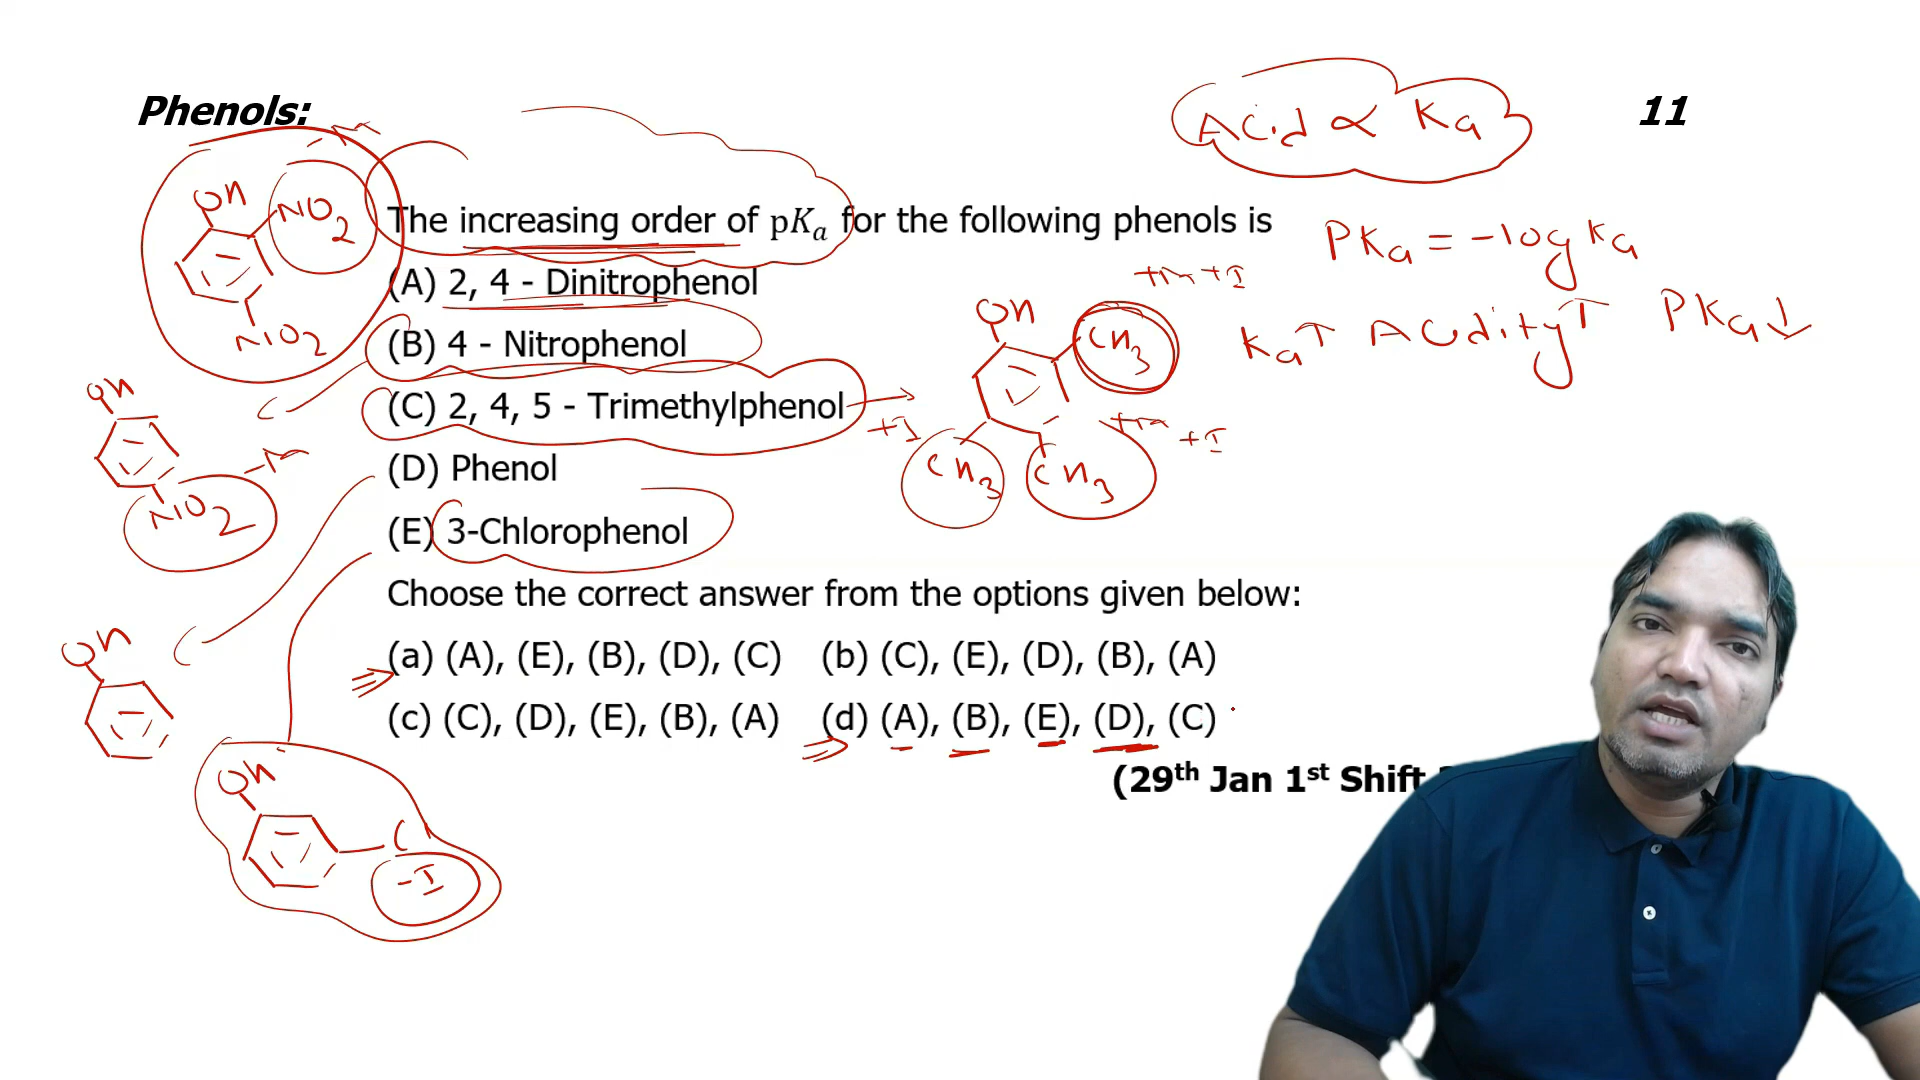 Phenols:
11
Acid ∝ Ka
The increasing order of pKₐ for the following phenols is
PKa = -log Ka
(A) 2, 4 - Dinitrophenol
Ka↑ Acidity↑ PKa↓
(B) 4 - Nitrophenol
(C) 2, 4, 5 - Trimethylphenol
(D) Phenol
(E) 3-Chlorophenol
Choose the correct answer from the options given below:
(a) (A), (E), (B), (D), (C) (b) (C), (E), (D), (B), (A)
(c) (C), (D), (E), (B), (A) (d) (A), (B), (E), (D), (C)
(29th Jan 1st Shift
-M
OH
NO2
NO2
OH
-M
NO2
OH
OH
Cl
-I
+M +I
OH
CH3
+I
+M +I
CH3
CH3